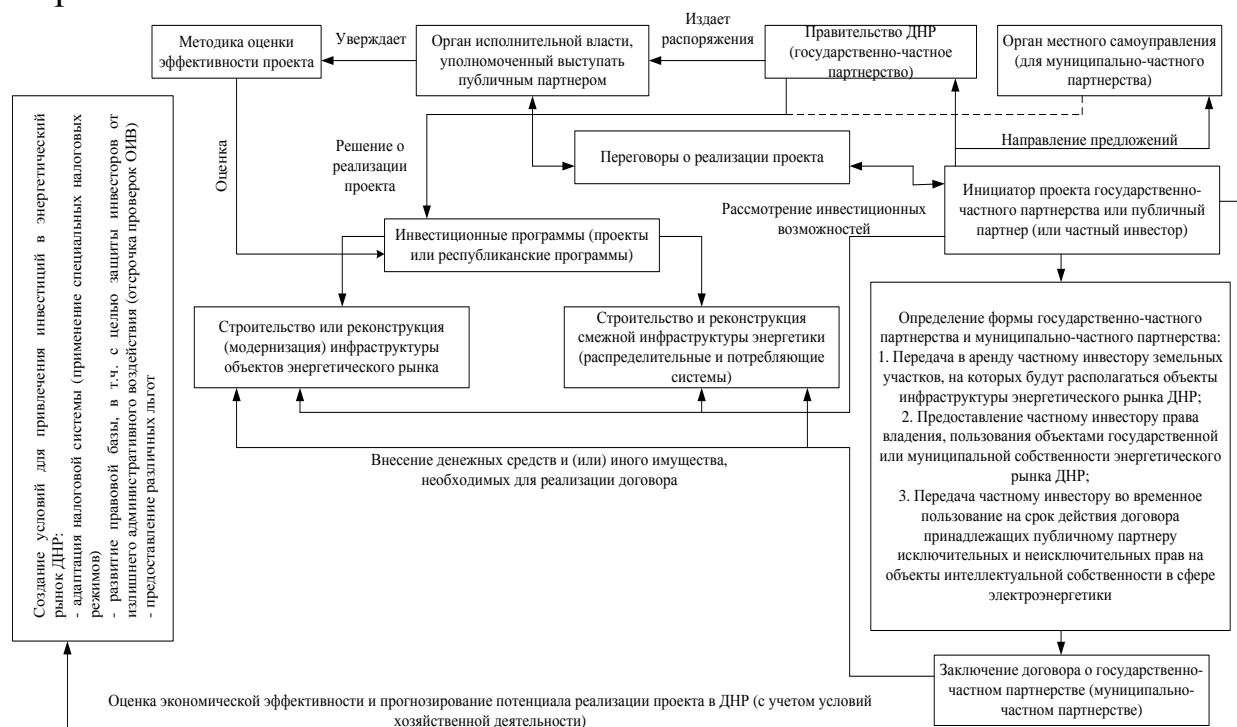 Методика оценки
эффективности проекта
Уверждает
Орган исполнительной власти,
уполномоченный выступать
публичным партнером
Издает
распоряжения
Правительство ДНР
(государственно-частное
партнерство)
Орган местного самоуправления
(для муниципально-частного
партнерства)
Направление предложений
Оценка
Решение о
реализации
проекта
Переговоры о реализации проекта
Инициатор проекта государственно-
частного партнерства или публичный
партнер (или частный инвестор)
Рассмотрение инвестиционных
возможностей
Инвестиционные программы (проекты
или республиканские программы)
Строительство или реконструкция
(модернизация) инфраструктуры
объектов энергетического рынка
Строительство и реконструкция
смежной инфраструктуры энергетики
(распределительные и потребляющие
системы)
Определение формы государственно-частного
партнерства и муниципально-частного партнерства:
1. Передача в аренду частному инвестору земельных
участков, на которых будут располагаться объекты
инфраструктуры энергетического рынка ДНР;
2. Предоставление частному инвестору права
владения, пользования объектами государственной
или муниципальной собственности энергетического
рынка ДНР;
3. Передача частному инвестору во временное
пользование на срок действия договора
принадлежащих публичному партнеру
исключительных и неисключительных прав на
объекты интеллектуальной собственности в сфере
электроэнергетики
Внесение денежных средств и (или) иного имущества,
необходимых для реализации договора
Заключение договора о государственно-
частном партнерстве (муниципально-
частном партнерстве)
Создание условий для привлечения инвестиций в энергетический
рынок ДНР:
- адаптация налоговой системы (применение специальных налоговых
режимов)
- развитие правовой базы, в т.ч. с целью защиты инвесторов от
излишнего административного воздействия (отсрочка проверок ОИВ)
- предоставление различных льгот
Оценка экономической эффективности и прогнозирование потенциала реализации проекта в ДНР (с учетом условий
хозяйственной деятельности)